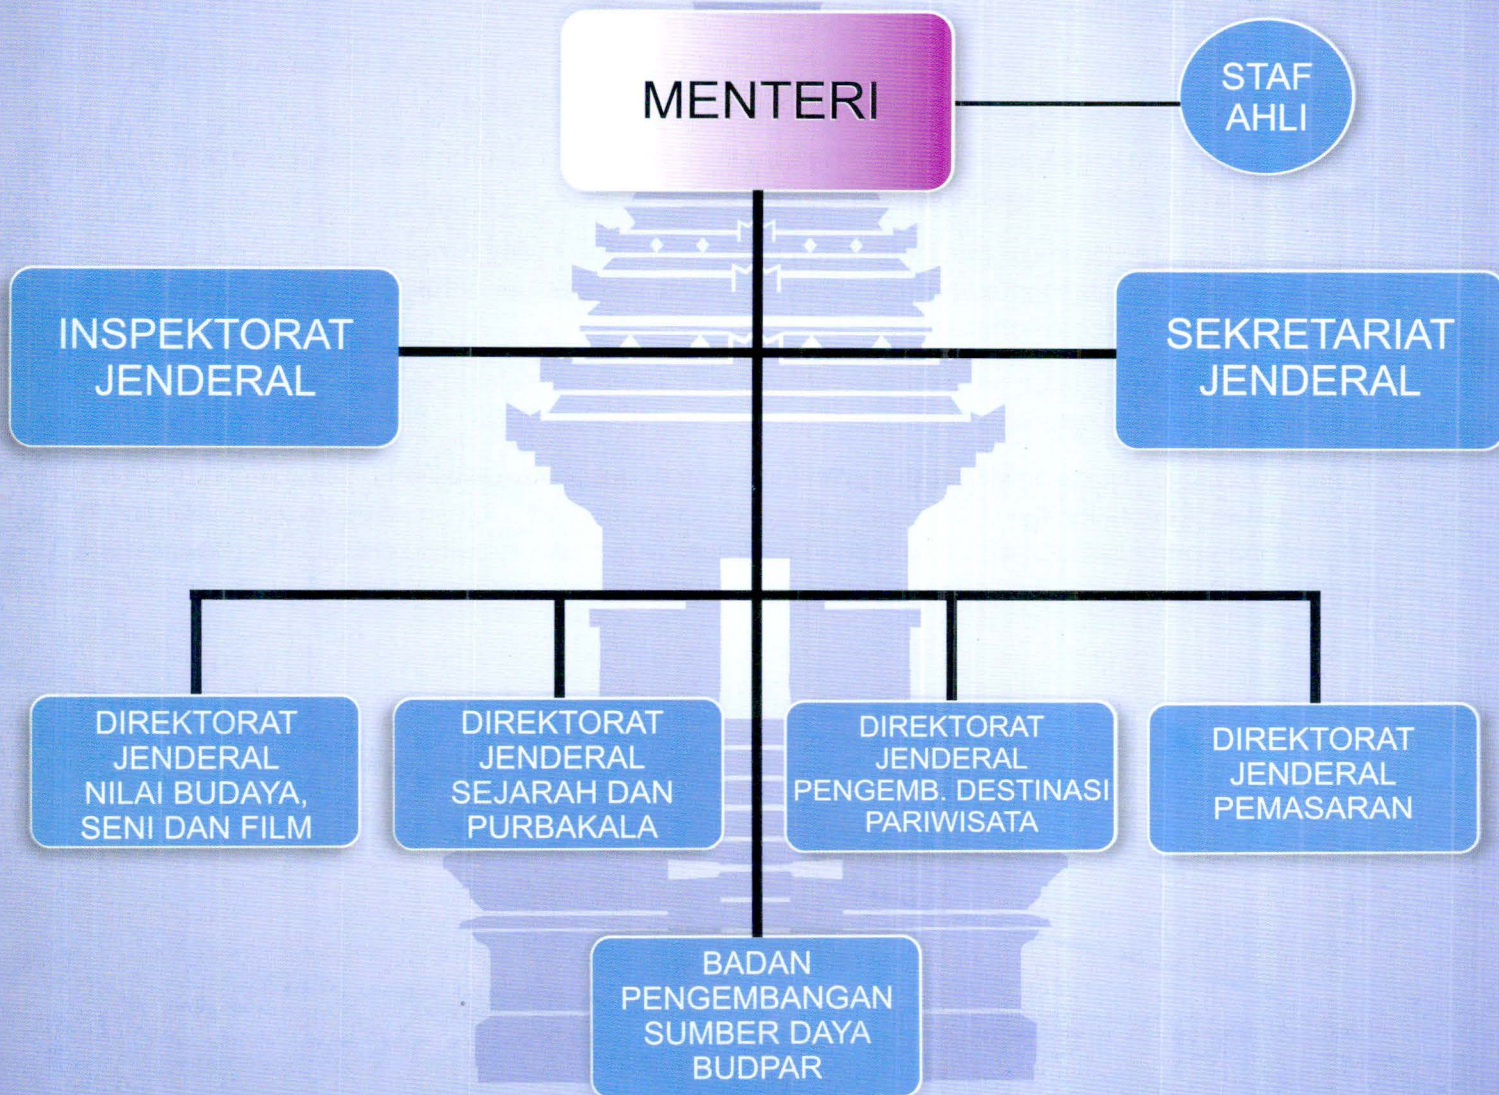 MENTERI
STAF
AHLI
INSPEKTORAT
JENDERAL
SEKRETARIAT
JENDERAL
DIREKTORAT
JENDERAL
NILAI BUDAYA,
SENI DAN FILM
DIREKTORAT
JENDERAL
SEJARAH DAN
PURBAKALA
DIREKTORAT
JENDERAL
PENGEMB. DESTINASI
PARIWISATA
DIREKTORAT
JENDERAL
PEMASARAN
BADAN
PENGEMBANGAN
SUMBER DAYA
BUDPAR